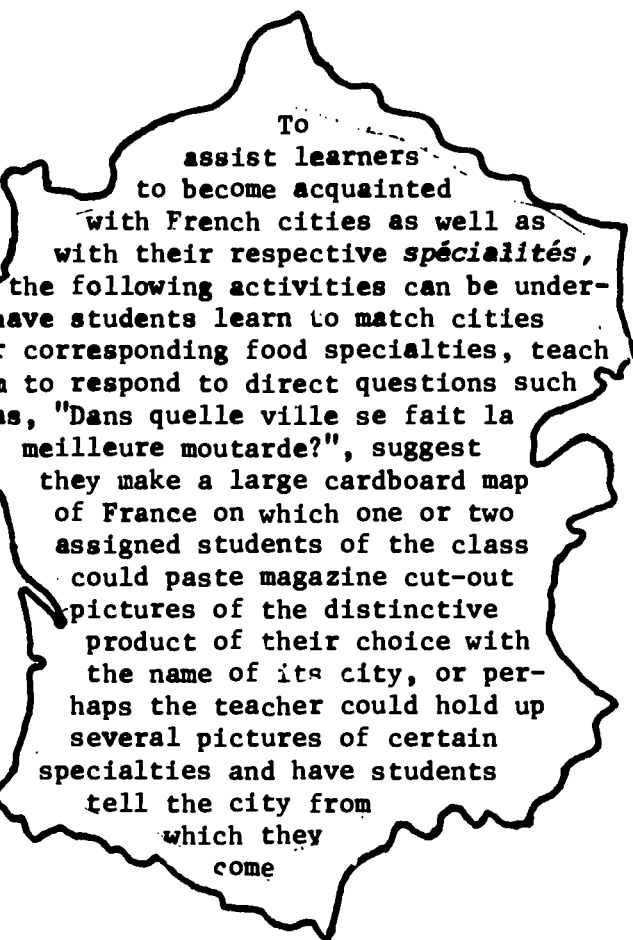 To
assist learners
to become acquainted
with French cities as well as
with their respective spécialités,
the following activities can be under-
students learn to match cities
corresponding food specialties, teach
to respond to direct questions such
"Dans quelle ville se fait la
meilleure moutarde?", suggest
they make a large cardboard map
of France on which one or two
assigned students of the class
could paste magazine cut-out
pictures of the distinctive
product of their choice with
the name of its city, or per-
haps the teacher could hold up
several pictures of certain
specialties and have students
tell the city from
which they
come